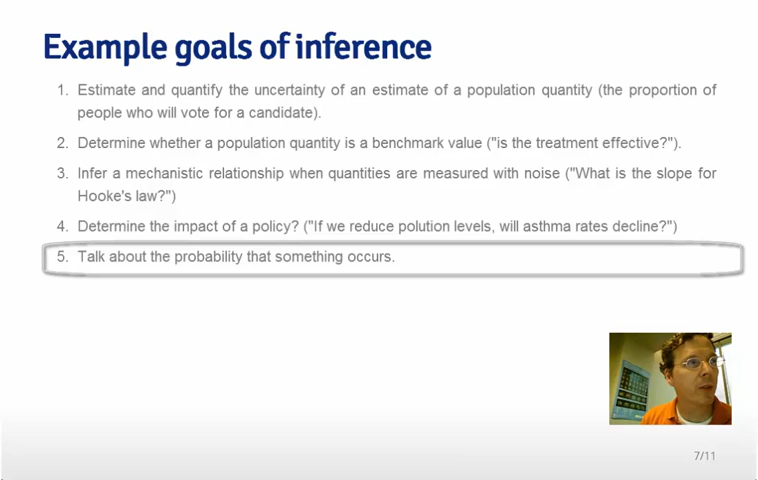 Example goals of inference
1. Estimate and quantify the uncertainty of an estimate of a population quantity (the proportion of
people who will vote for a candidate).
2. Determine whether a population quantity is a benchmark value ("is the treatment effective?").
3. Infer a mechanistic relationship when quantities are measured with noise ("What is the slope for
Hooke's law?")
4. Determine the impact of a policy? ("If we reduce polution levels, will asthma rates decline?")
5. Talk about the probability that something occurs.
7/11